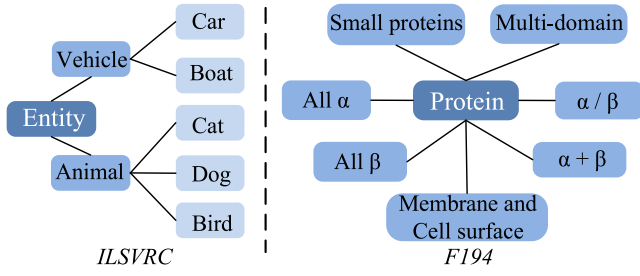 Car
Vehicle
Boat
Entity
Cat
Animal
Dog
Bird
ILSVRC
Small proteins
Multi-domain
All α
Protein
α / β
All β
α + β
Membrane and
Cell surface
F194